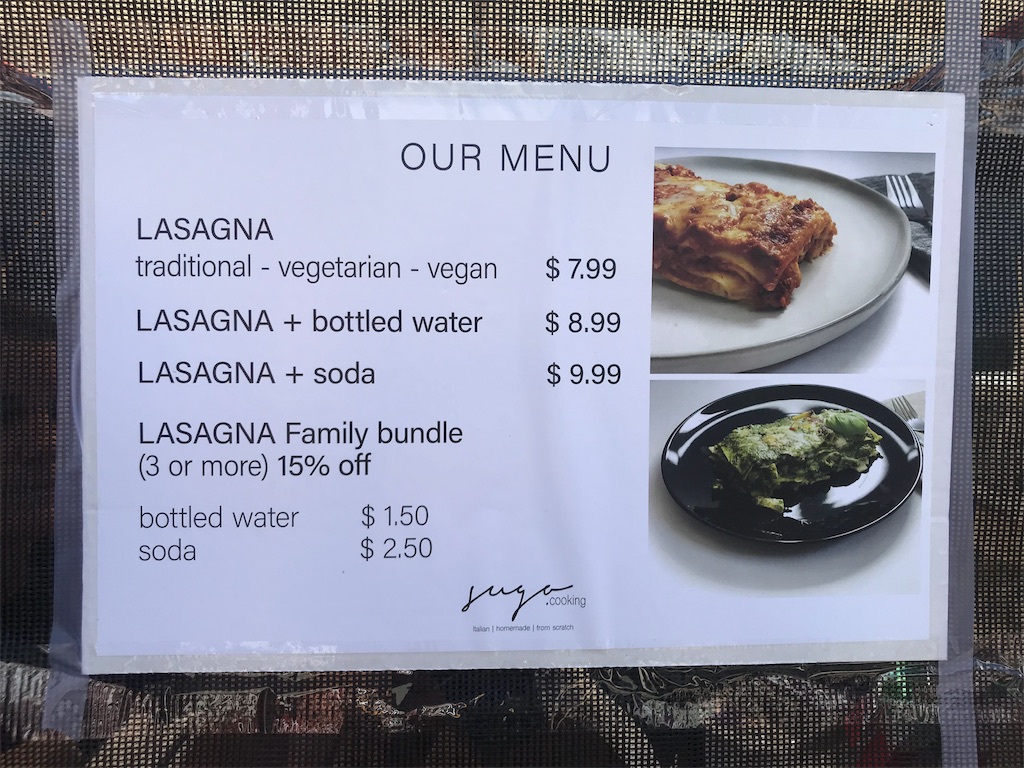 OUR MENU
LASAGNA
traditional - vegetarian - vegan $ 7.99
LASAGNA + bottled water $ 8.99
LASAGNA + soda $ 9.99
LASAGNA Family bundle
(3 or more) 15% off
bottled water $ 1.50
soda $ 2.50
sugo
.cooking
italian | homemade | from scratch